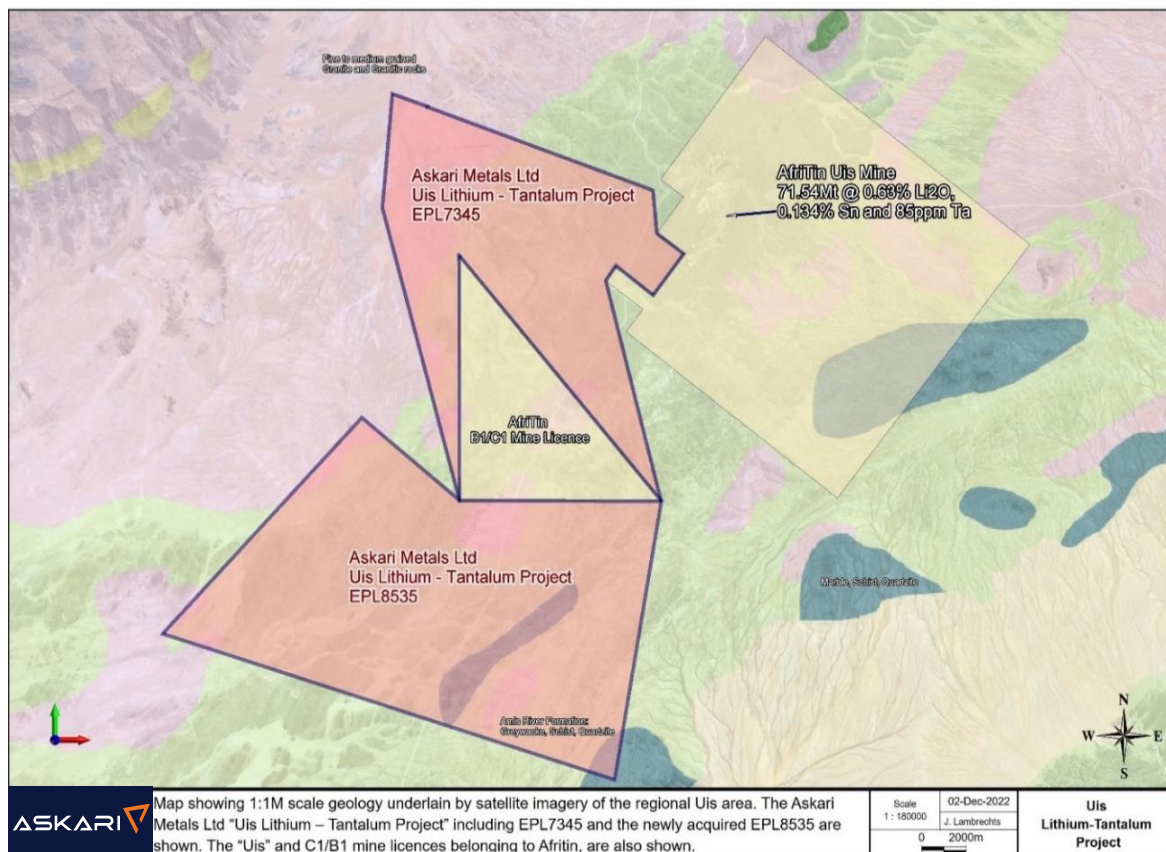 Fine to medium grained
Granite and Granitic rocks
Askari Metals Ltd
Uis Lithium - Tantalum Project
EPL7345
AfriTin Uis Mine
71.54Mt @ 0.63% Li2O,
0.134% Sn and 85ppm Ta
AfriTin
B1/C1 Mine Licence
Askari Metals Ltd
Uis Lithium - Tantalum Project
EPL8535
Marble, Schist, Quartzite
Amis River Formation:
Greywacke, Schist, Quartzite
N
W
E
S
ASKARI
Map showing 1:1M scale geology underlain by satellite imagery of the regional Uis area. The Askari
Metals Ltd “Uis Lithium – Tantalum Project” including EPL7345 and the newly acquired EPL8535 are
shown. The “Uis” and C1/B1 mine licences belonging to Afritin, are also shown.
Scale
1 : 180000
02-Dec-2022
J. Lambrechts
0 2000m
Uis
Lithium-Tantalum
Project